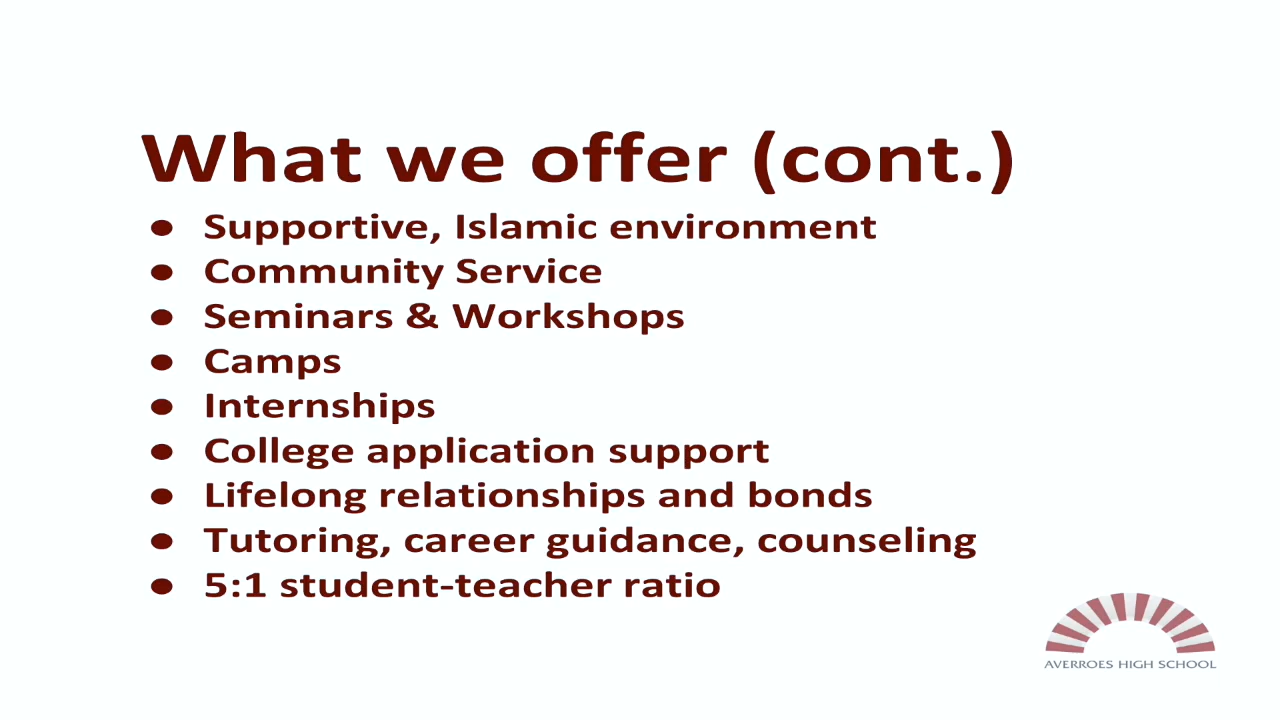 What we offer (cont.)
● Supportive, Islamic environment
● Community Service
● Seminars & Workshops
● Camps
● Internships
● College application support
● Lifelong relationships and bonds
● Tutoring, career guidance, counseling
● 5:1 student-teacher ratio
AVERROES HIGH SCHOOL